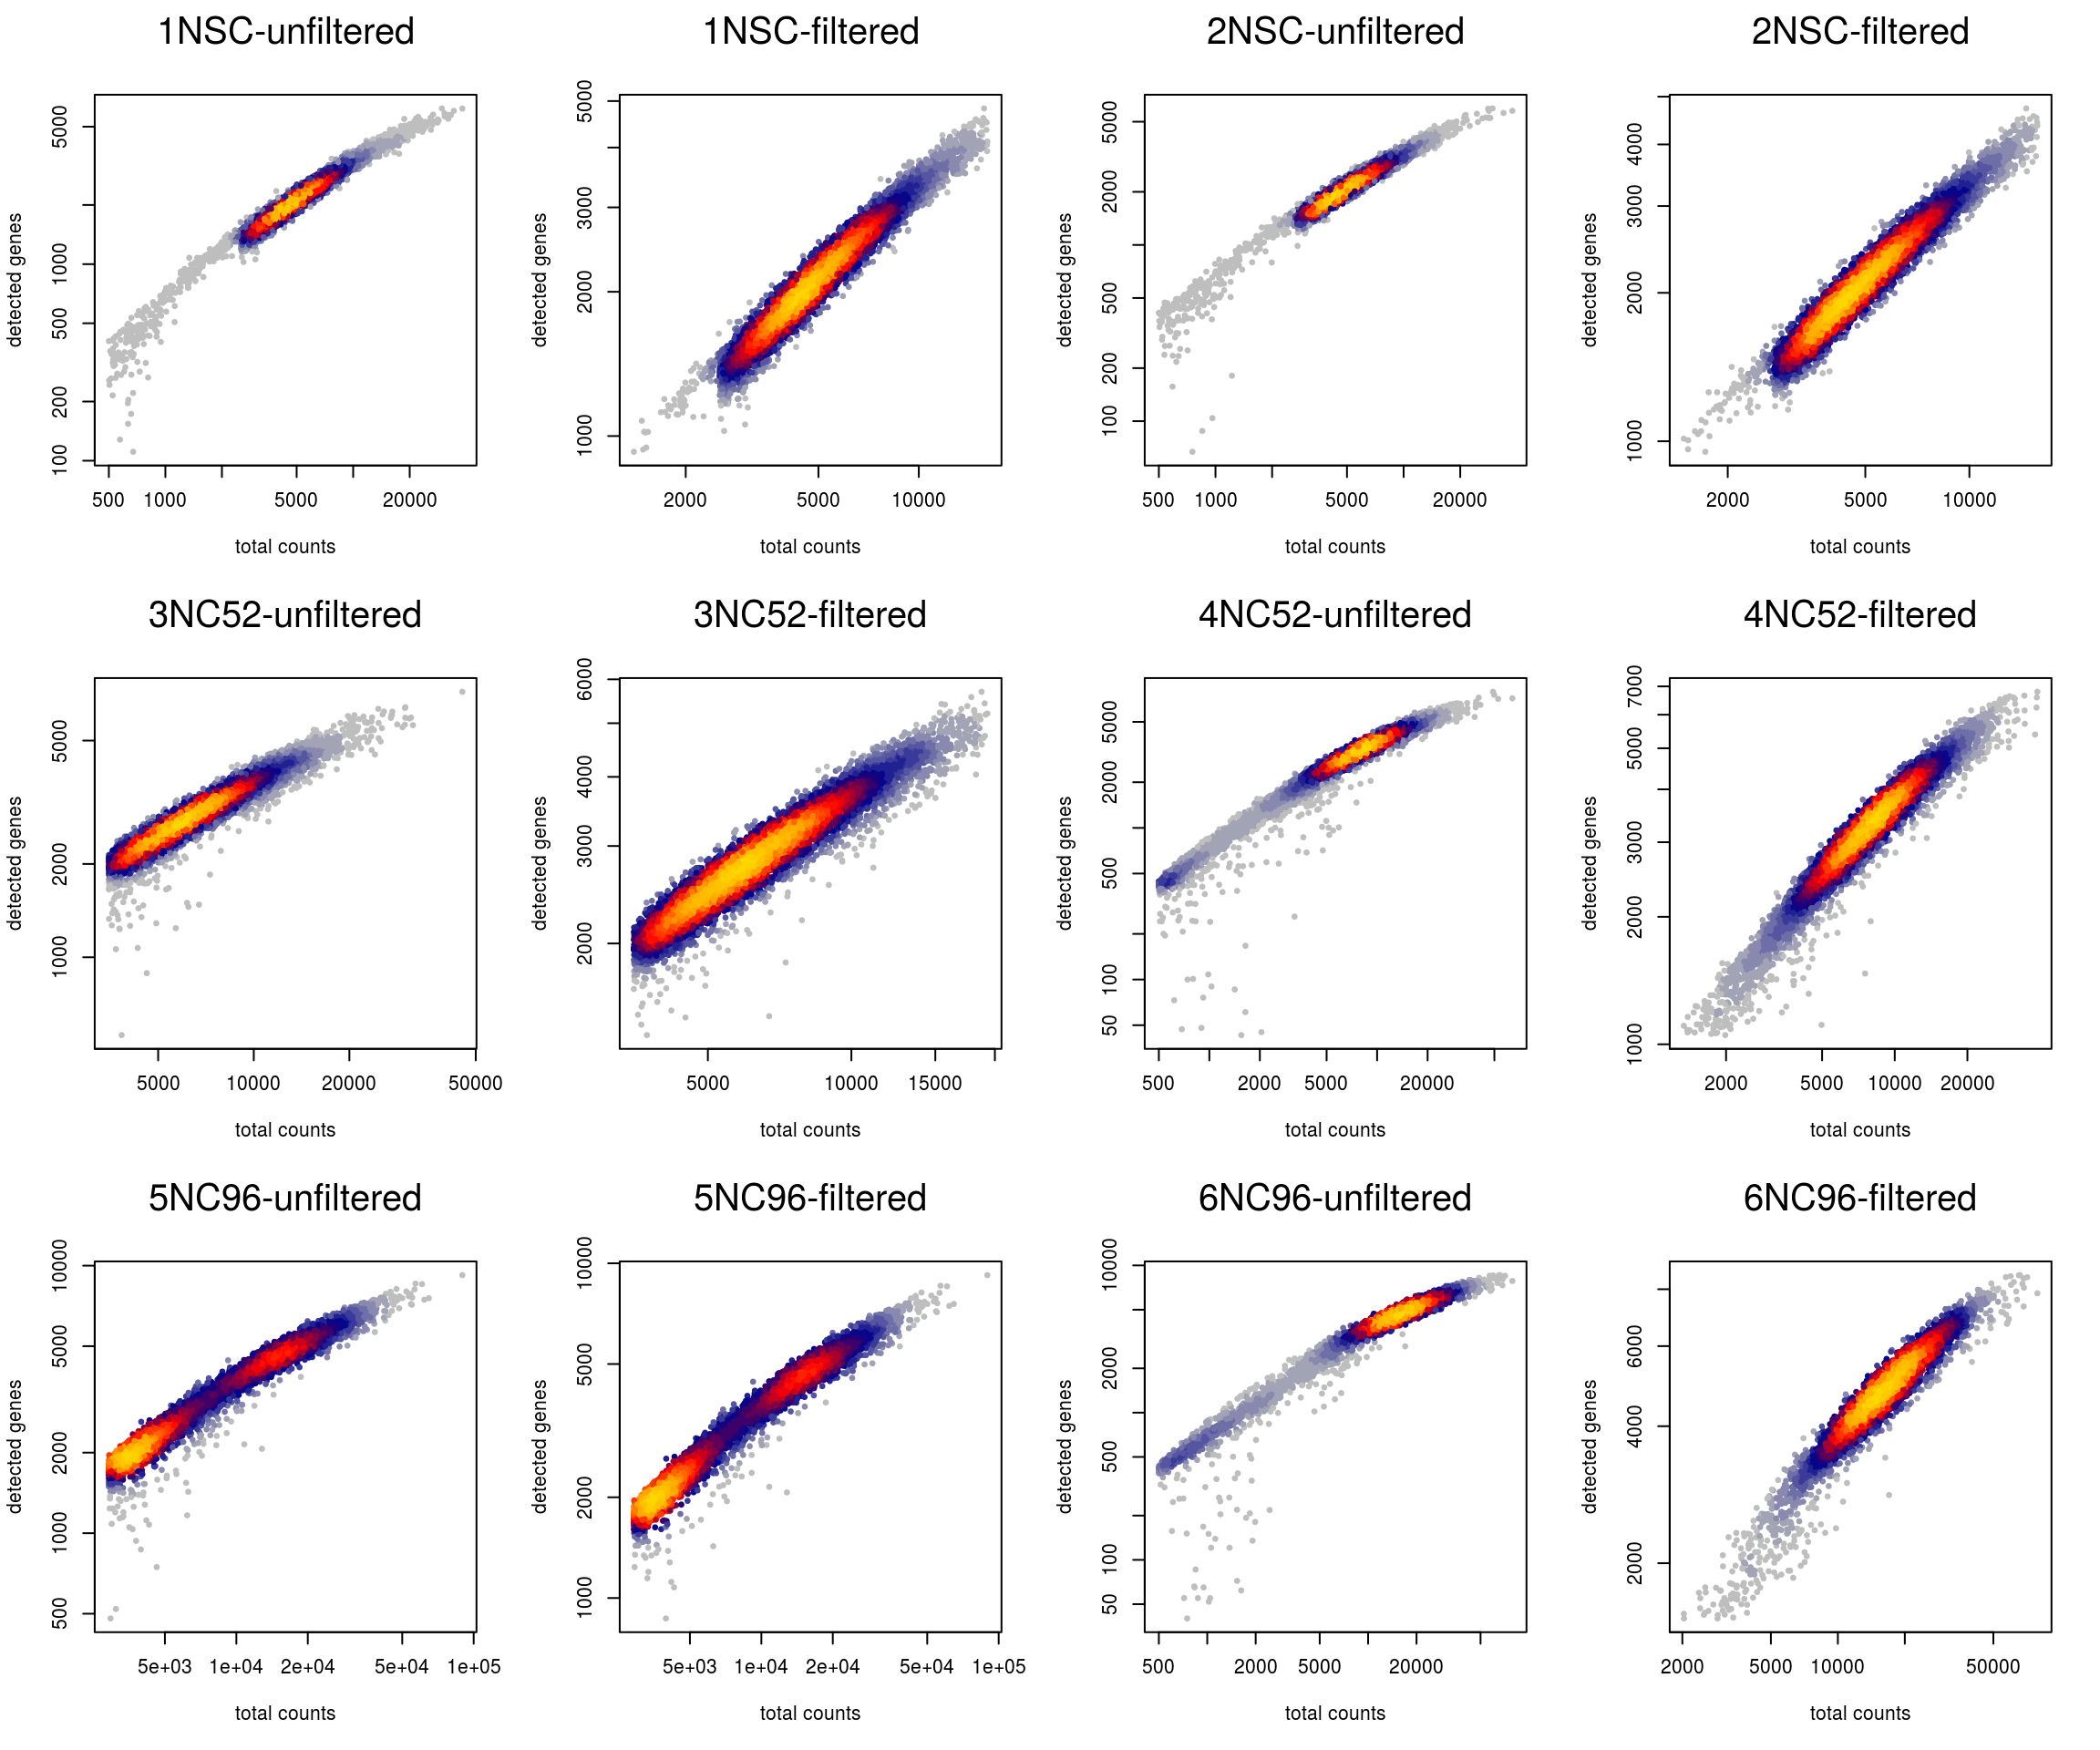 1NSC-unfiltered
detected genes
5000
1000
500
200
100
500 1000 5000 20000
total counts
1NSC-filtered
detected genes
5000
3000
2000
1000
2000 5000 10000
total counts
2NSC-unfiltered
detected genes
5000
2000
500
200
100
500 1000 5000 20000
total counts
2NSC-filtered
detected genes
4000
3000
2000
1000
2000 5000 10000
total counts
3NC52-unfiltered
detected genes
5000
2000
1000
5000 10000 20000 50000
total counts
3NC52-filtered
detected genes
6000
4000
3000
2000
5000 10000 15000
total counts
4NC52-unfiltered
detected genes
5000
2000
500
100
50
500 2000 5000 20000
total counts
4NC52-filtered
detected genes
7000
5000
3000
2000
1000
2000 5000 10000 20000
total counts
5NC96-unfiltered
detected genes
10000
5000
2000
1000
500
5e+03 1e+04 2e+04 5e+04 1e+05
total counts
5NC96-filtered
detected genes
10000
5000
2000
1000
5e+03 1e+04 2e+04 5e+04 1e+05
total counts
6NC96-unfiltered
detected genes
10000
2000
500
100
50
500 2000 5000 20000
total counts
6NC96-filtered
detected genes
6000
4000
2000
2000 5000 10000 50000
total counts